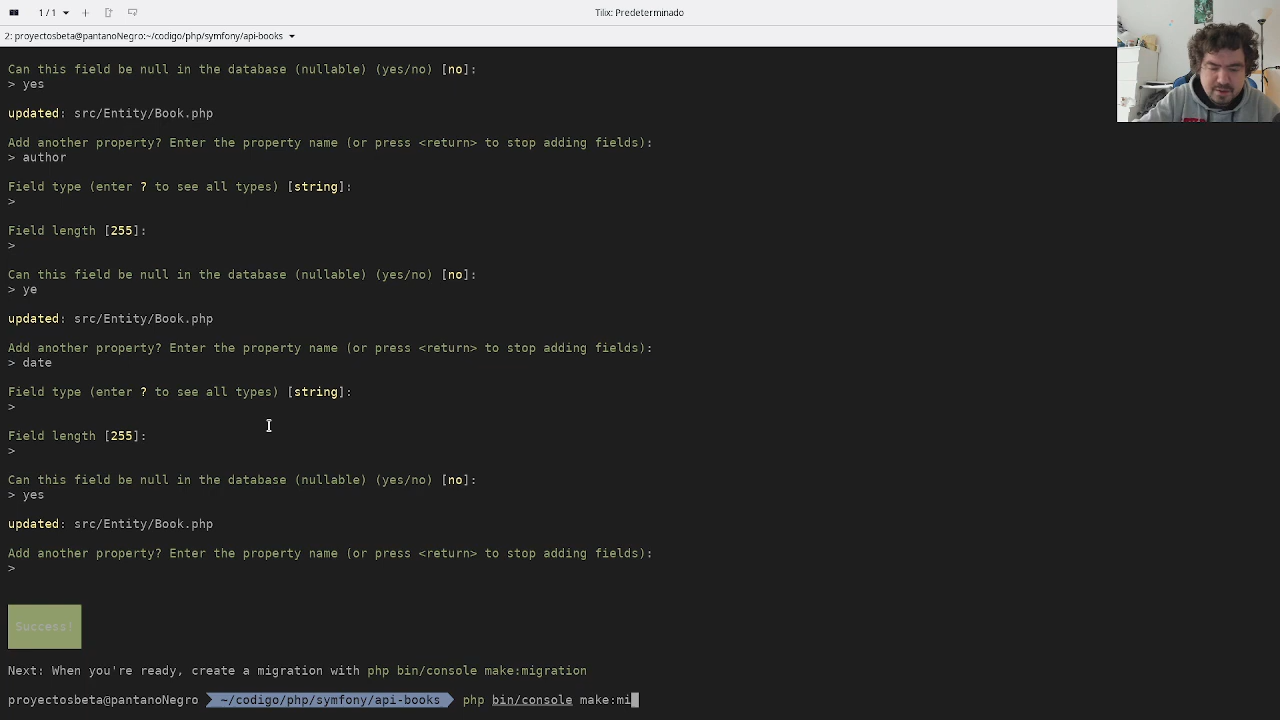 1 / 1
Tilix: Predeterminado
2: proyectosbeta@pantanoNegro:~/codigo/php/symfony/api-books
Can this field be null in the database (nullable) (yes/no) [no]:
> yes
updated: src/Entity/Book.php
Add another property? Enter the property name (or press <return> to stop adding fields):
> author
Field type (enter ? to see all types) [string]:
>
Field length [255]:
>
Can this field be null in the database (nullable) (yes/no) [no]:
> ye
updated: src/Entity/Book.php
Add another property? Enter the property name (or press <return> to stop adding fields):
> date
Field type (enter ? to see all types) [string]:
>
Field length [255]:
>
Can this field be null in the database (nullable) (yes/no) [no]:
> yes
updated: src/Entity/Book.php
Add another property? Enter the property name (or press <return> to stop adding fields):
>
Success!
Next: When you're ready, create a migration with php bin/console make:migration
proyectosbeta@pantanoNegro ~/codigo/php/symfony/api-books php bin/console make:mi